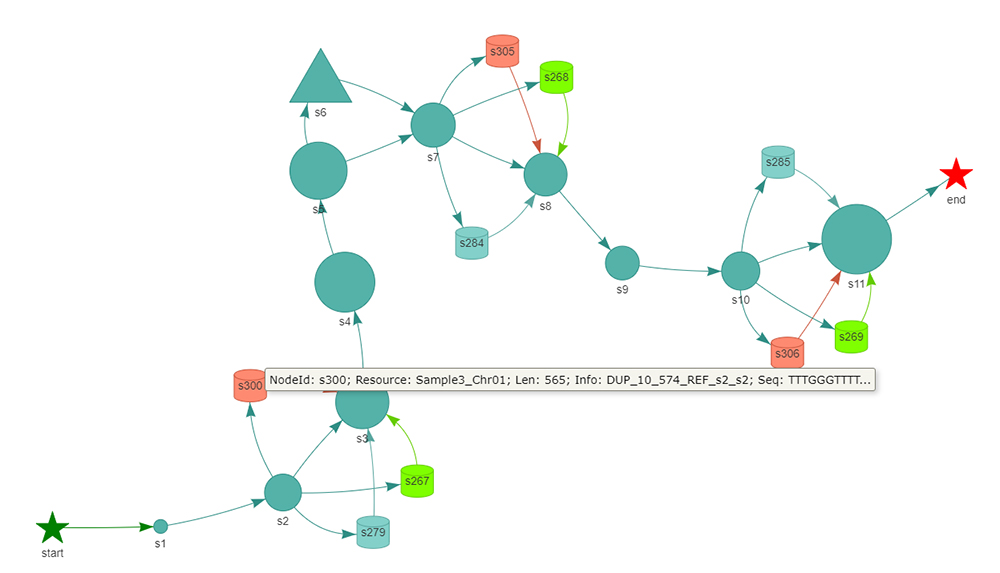 s305
s268
s6
s7
s285
s5
s8
end
s284
s9
s11
s10
s4
s269
s306
NodeId: s300; Resource: Sample3_Chr01; Len: 565; Info: DUP_10_574_REF_s2_s2; Seq: TTTGGGTTTT...
s300
s3
s267
s2
s279
s1
start